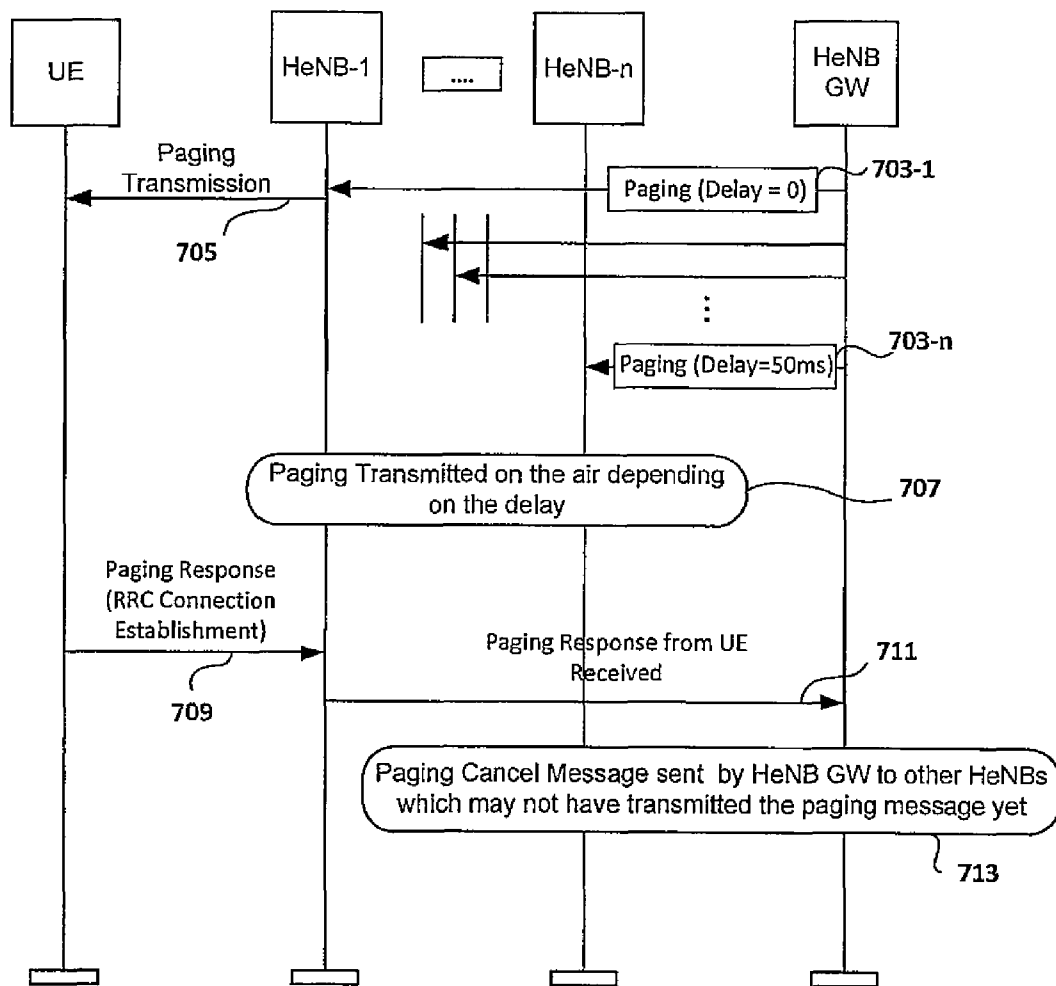 UE
HeNB-1
....
HeNB-n
HeNB
GW
Paging
Transmission
705
Paging (Delay = 0)
703-1
⋮
Paging (Delay=50ms)
703-n
Paging Transmitted on the air depending
on the delay
707
Paging Response
(RRC Connection
Establishment)
709
Paging Response from UE
Received
711
Paging Cancel Message sent by HeNB GW to other HeNBs
which may not have transmitted the paging message yet
713